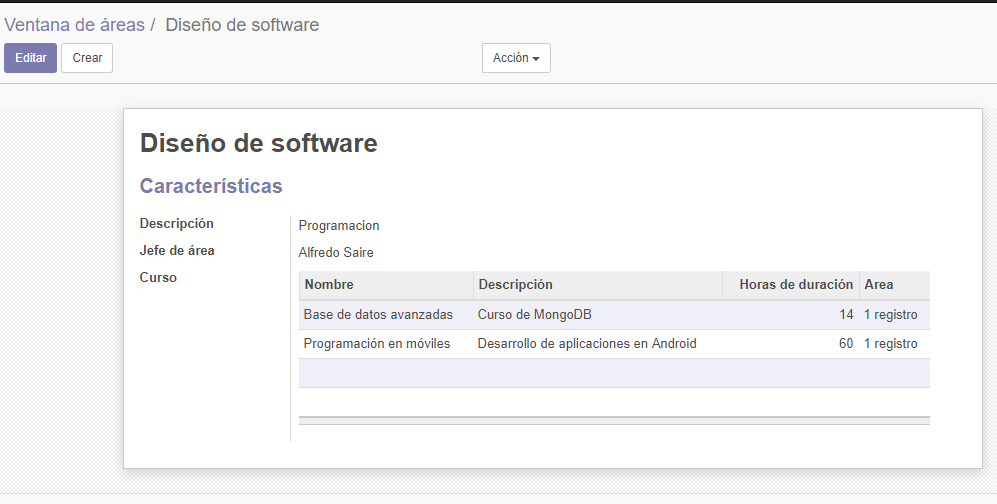 Ventana de áreas / Diseño de software
Editar Crear Acción
Diseño de software
Características
Descripción Programacion
Jefe de área Alfredo Saire
Curso
Nombre Descripción Horas de duración Area
Base de datos avanzadas Curso de MongoDB 14 1 registro
Programación en móviles Desarrollo de aplicaciones en Android 60 1 registro